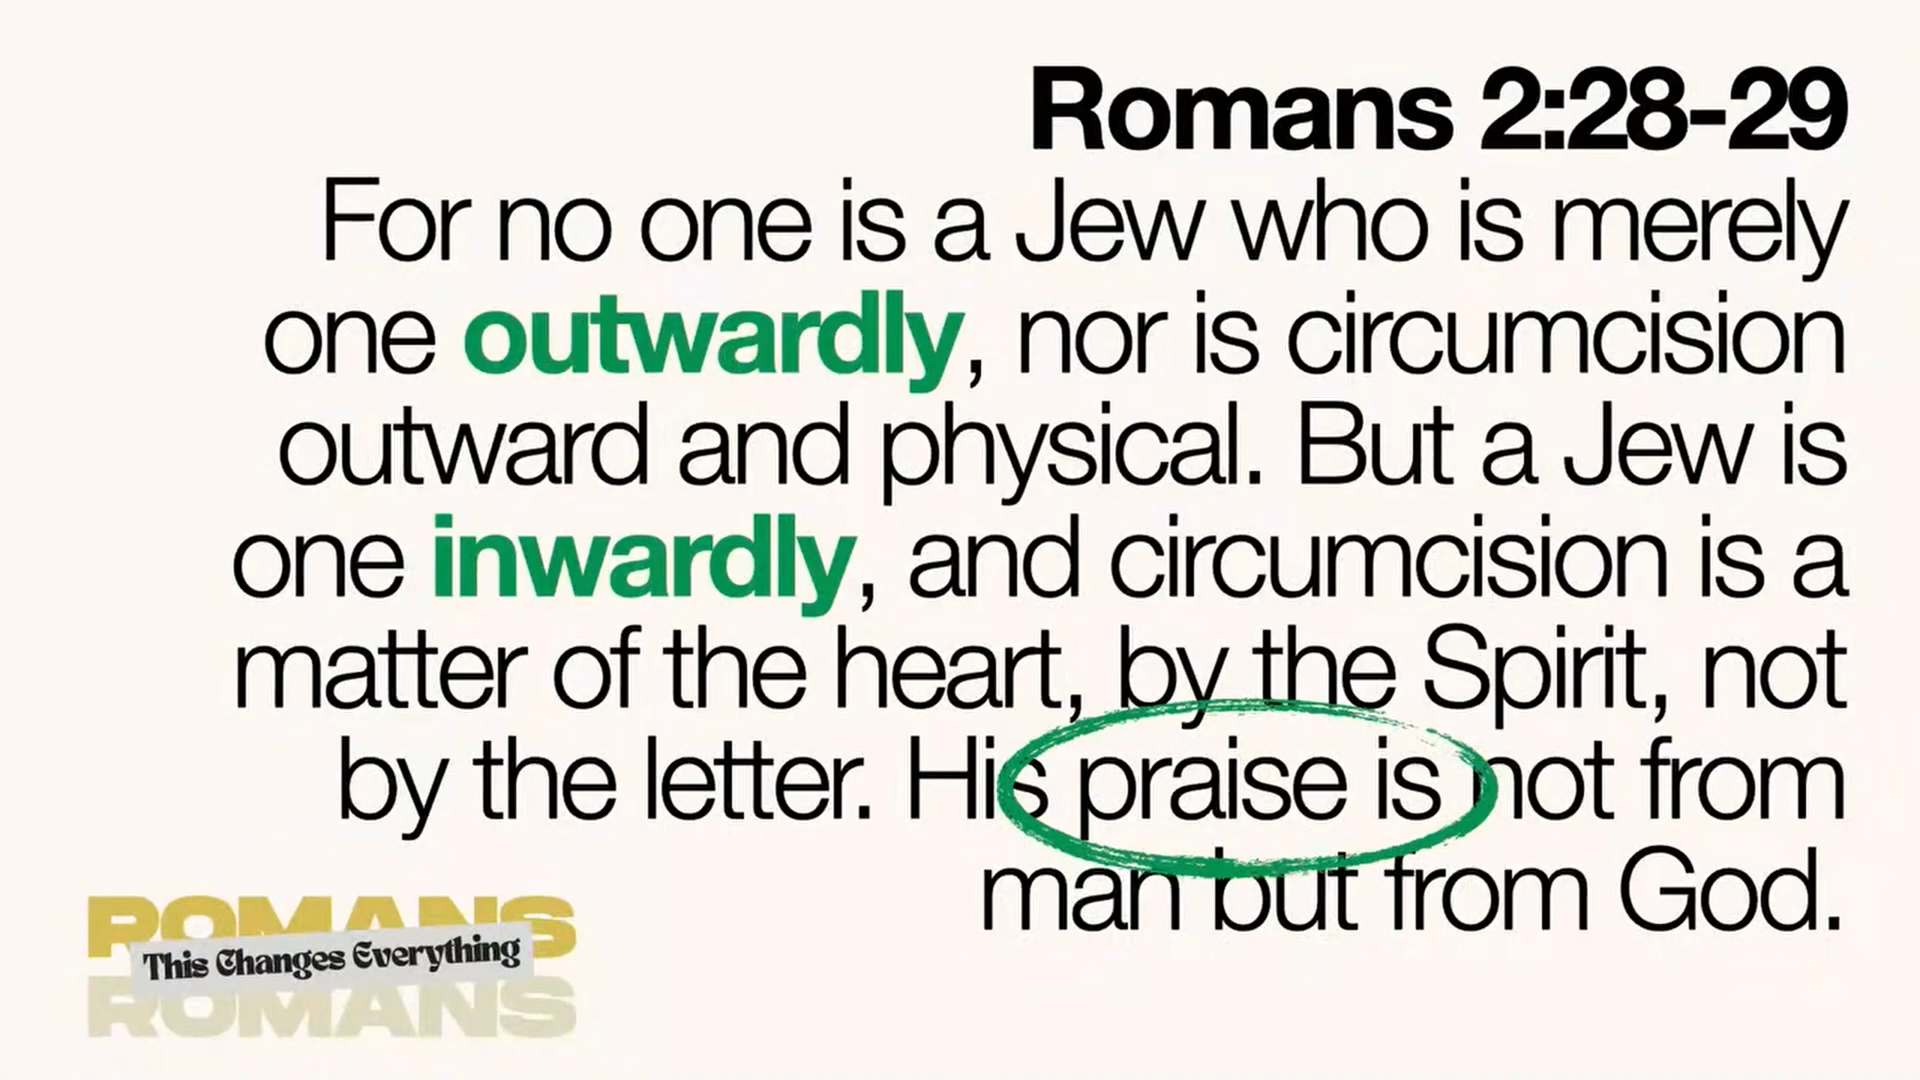 Romans 2:28-29
For no one is a Jew who is merely
one outwardly, nor is circumcision
outward and physical. But a Jew is
one inwardly, and circumcision is a
matter of the heart, by the Spirit, not
by the letter. His praise is not from
man but from God.
ROMANS
This Changes Everything
ROMANS